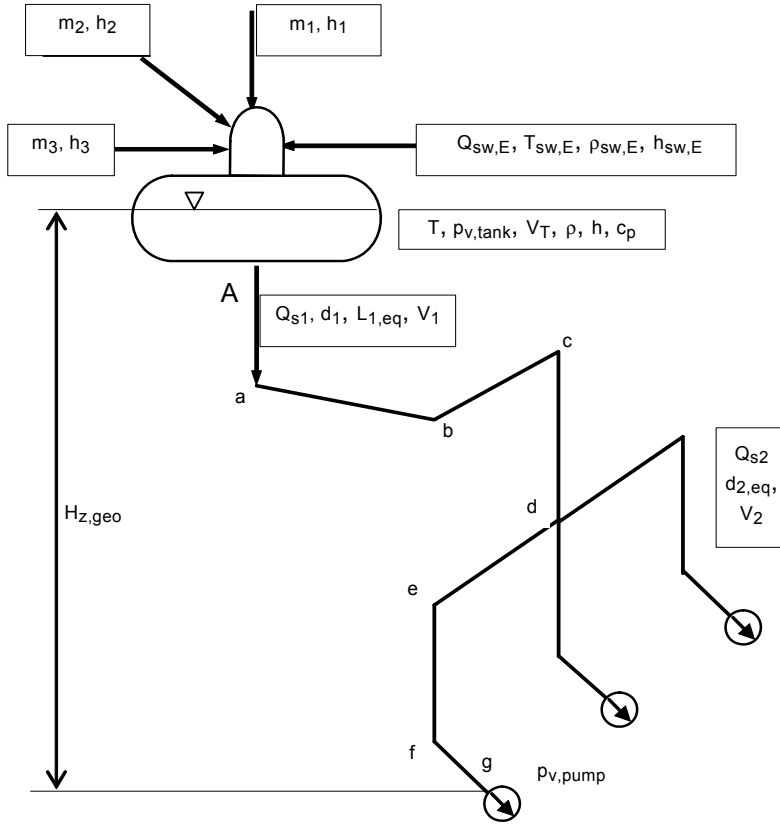 m2, h2
m1, h1
m3, h3
Qsw,E, Tsw,E, ρsw,E, hsw,E
T, pv,tank, VT, ρ, h, cp
A
Qs1, d1, L1,eq, V1
a
b
c
Hz,geo
d
Qs2
d2,eq,
V2
e
f
g
pv,pump